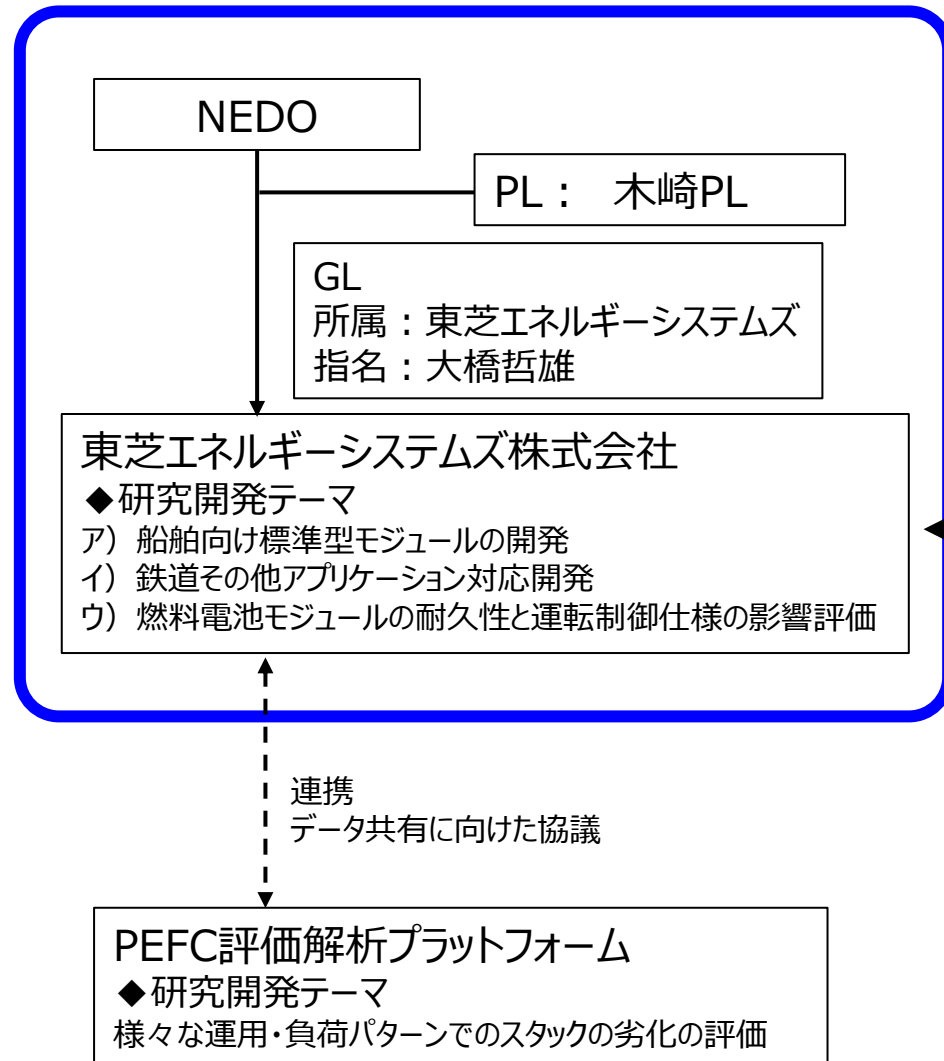 NEDO
PL： 木崎PL
GL
所属：東芝エネルギーシステムズ
指名：大橋哲雄
東芝エネルギーシステムズ株式会社
◆研究開発テーマ
ア）船舶向け標準型モジュールの開発
イ）鉄道その他アプリケーション対応開発
ウ）燃料電池モジュールの耐久性と運転制御仕様の影響評価
連携
データ共有に向けた協議
PEFC評価解析プラットフォーム
◆研究開発テーマ
様々な運用・負荷パターンでのスタックの劣化の評価